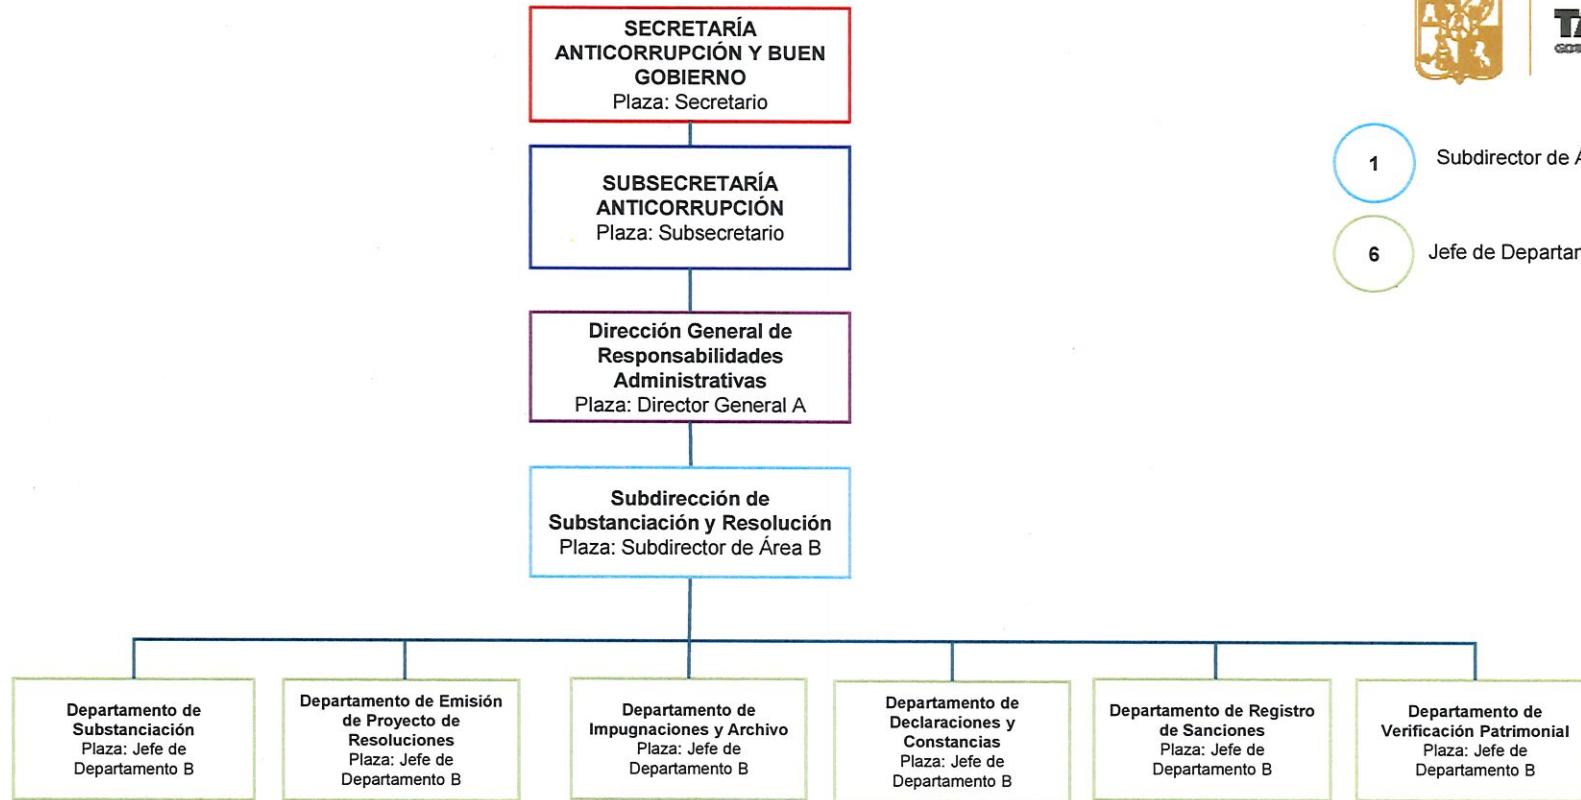 SECRETARÍA
ANTICORRUPCIÓN Y BUEN
GOBIERNO
Plaza: Secretario
1
Subdirector de
6
Jefe de
SUBSECRETARÍA
ANTICORRUPCIÓN
Plaza: Subsecretario
Dirección General de
Responsabilidades
Administrativas
Plaza: Director General A
Subdirección de
Substanciación y Resolución
Plaza: Subdirector de Área B
Departamento de
Substanciación
Plaza: Jefe de
Departamento B
Departamento de Emisión
de Proyecto de
Resoluciones
Plaza: Jefe de
Departamento B
Departamento de
Impugnaciones y Archivo
Plaza: Jefe de
Departamento B
Departamento de
Declaraciones y
Constancias
Plaza: Jefe de
Departamento B
Departamento de Registro
de Sanciones
Plaza: Jefe de
Departamento B
Departamento de
Verificación Patrimonial
Plaza: Jefe de
Departamento B